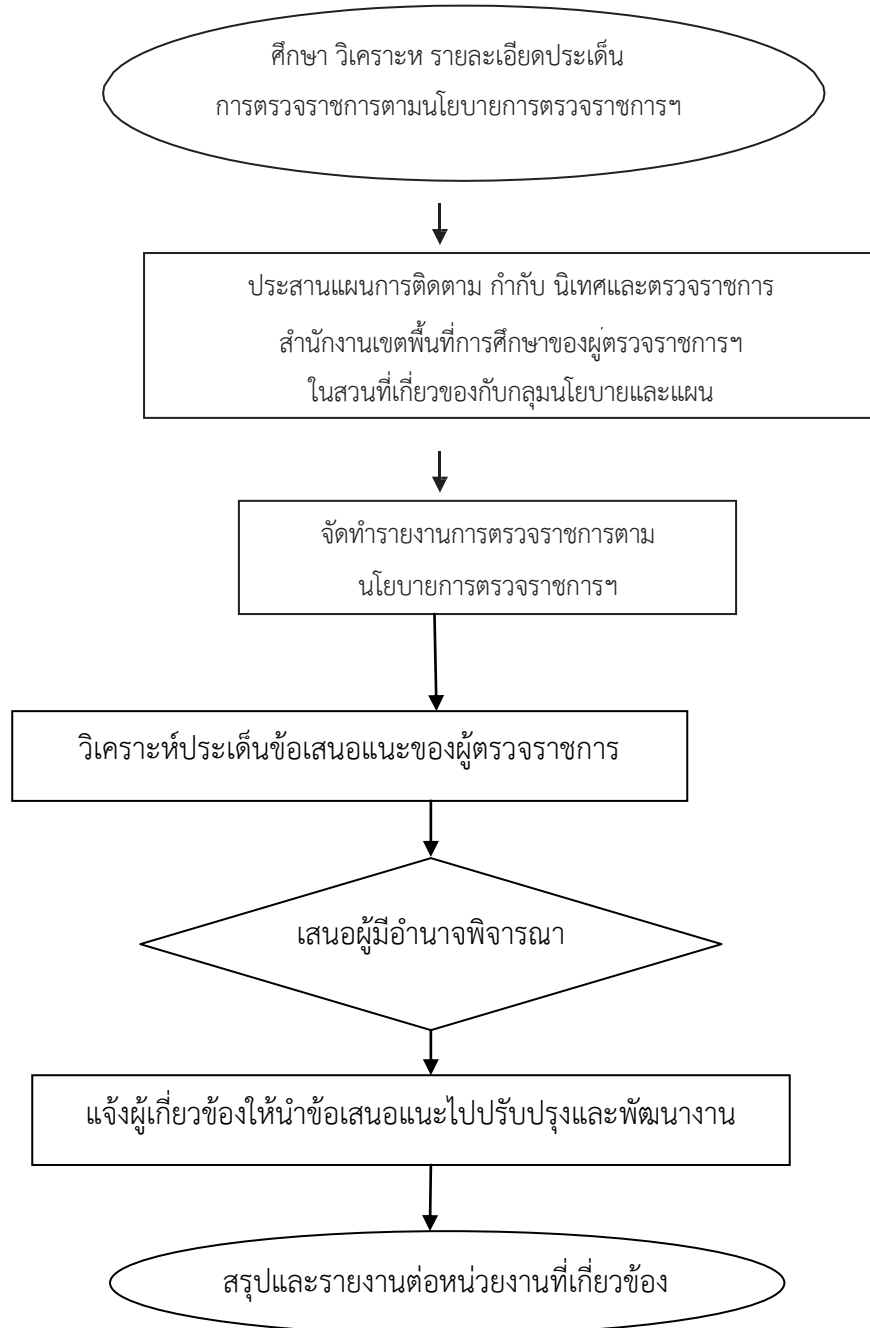 ศึกษา วิเคราะห รายละเอียดประเด็น
การตรวจราชการตามนโยบายการตรวจราชการฯ
ประสานแผนการติดตาม กำกับ นิเทศและตรวจราชการ
สำนักงานเขตพื้นที่การศึกษาของผู้ตรวจราชการฯ
ในสวนที่เกี่ยวของกับกลุมนโยบายและแผน
จัดทำรายงานการตรวจราชการตาม
นโยบายการตรวจราชการฯ
วิเคราะห์ประเด็นข้อเสนอแนะของผู้ตรวจราชการ
เสนอผู้มีอำนาจพิจารณา
แจ้งผู้เกี่ยวข้องให้นำข้อเสนอแนะไปปรับปรุงและพัฒนางาน
สรุปและรายงานต่อหน่วยงานที่เกี่ยวข้อง